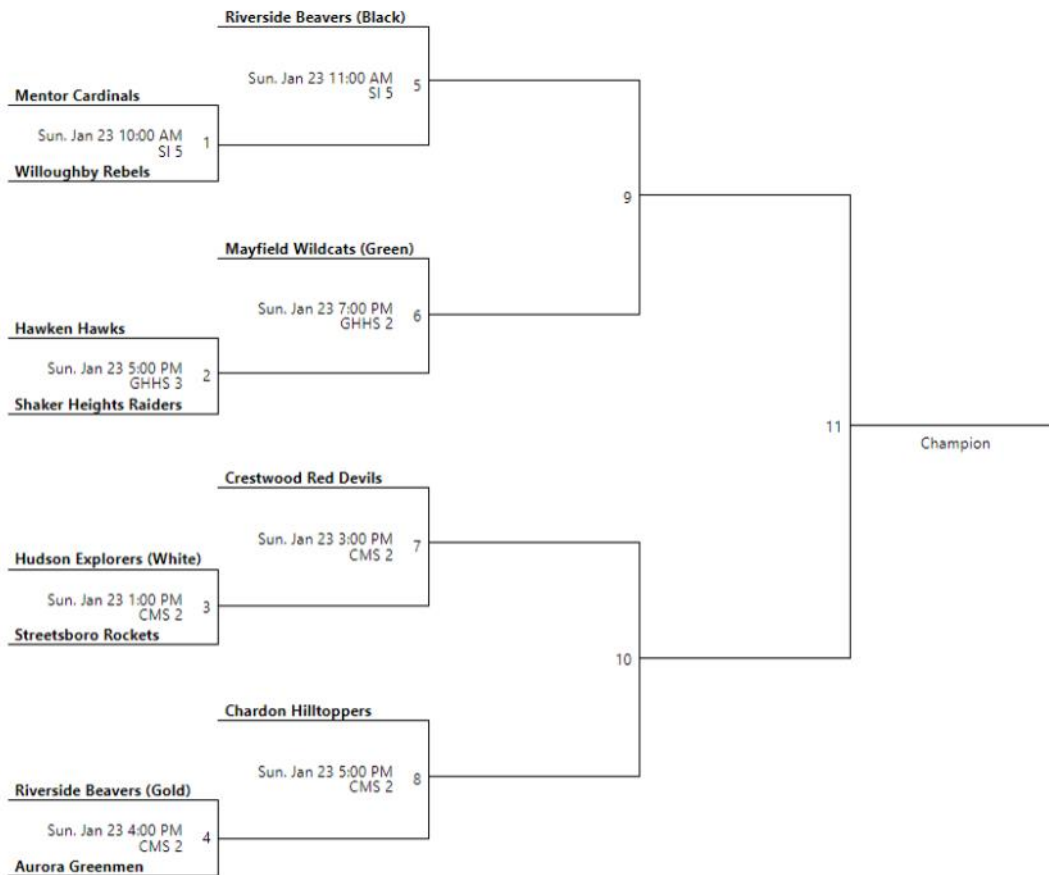 Riverside Beavers (Black)
Sun. Jan 23 11:00 AM
SI 5
5
Mentor Cardinals
Sun. Jan 23 10:00 AM
SI 5
1
Willoughby Rebels
9
Mayfield Wildcats (Green)
Sun. Jan 23 7:00 PM
GHHS 2
6
Hawken Hawks
Sun. Jan 23 5:00 PM
GHHS 3
2
Shaker Heights Raiders
11
Champion
Crestwood Red Devils
Sun. Jan 23 3:00 PM
CMS 2
7
Hudson Explorers (White)
Sun. Jan 23 1:00 PM
CMS 2
3
Streetsboro Rockets
10
Chardon Hilltoppers
Sun. Jan 23 5:00 PM
CMS 2
8
Riverside Beavers (Gold)
Sun. Jan 23 4:00 PM
CMS 2
4
Aurora Greenmen